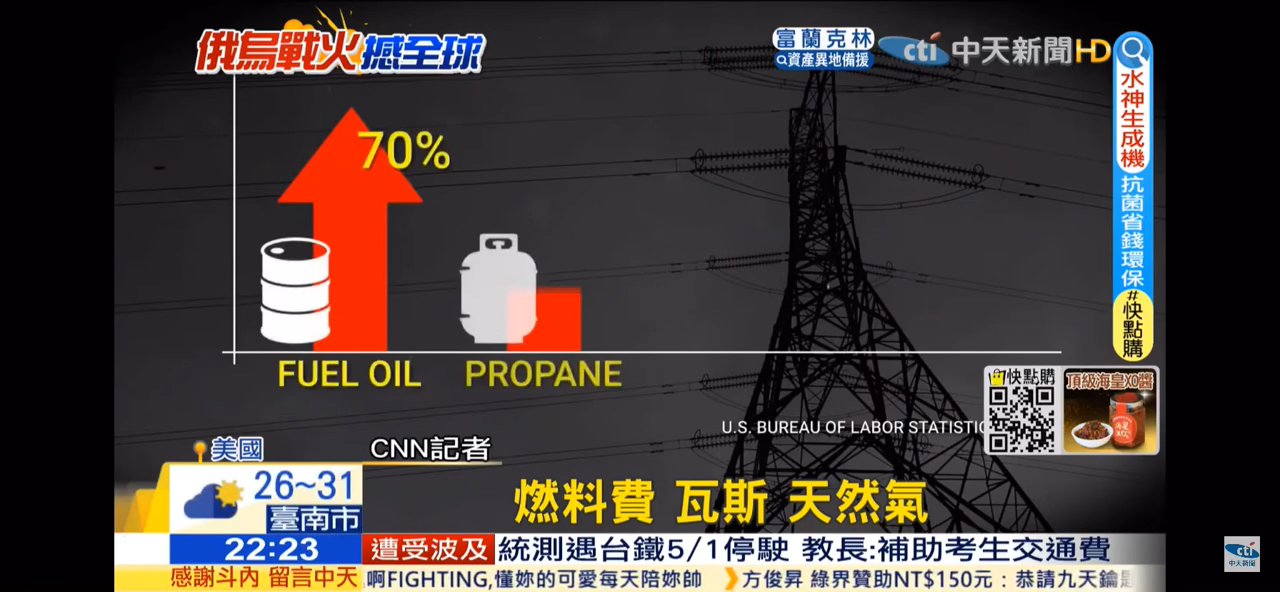 俄烏戰火撼全球
富蘭克林
資產異地備援
cti 中天新聞HD
水神生成機
抗菌省錢環保
#快點購
70%
FUEL OIL
PROPANE
快點購
頂級海皇XO醬
U.S. BUREAU OF LABOR STATISTIC
美國
CNN記者
26~31
臺南市
燃料費 瓦斯 天然氣
22:23
遭受波及
統測遇台鐵5/1停駛 教長:補助考生交通費
感謝斗內 留言中天
啊FIGHTING,懂妳的可愛每天陪妳帥
方俊昇 綠界贊助NT$150元：恭請九天鑰
cti
中天新聞